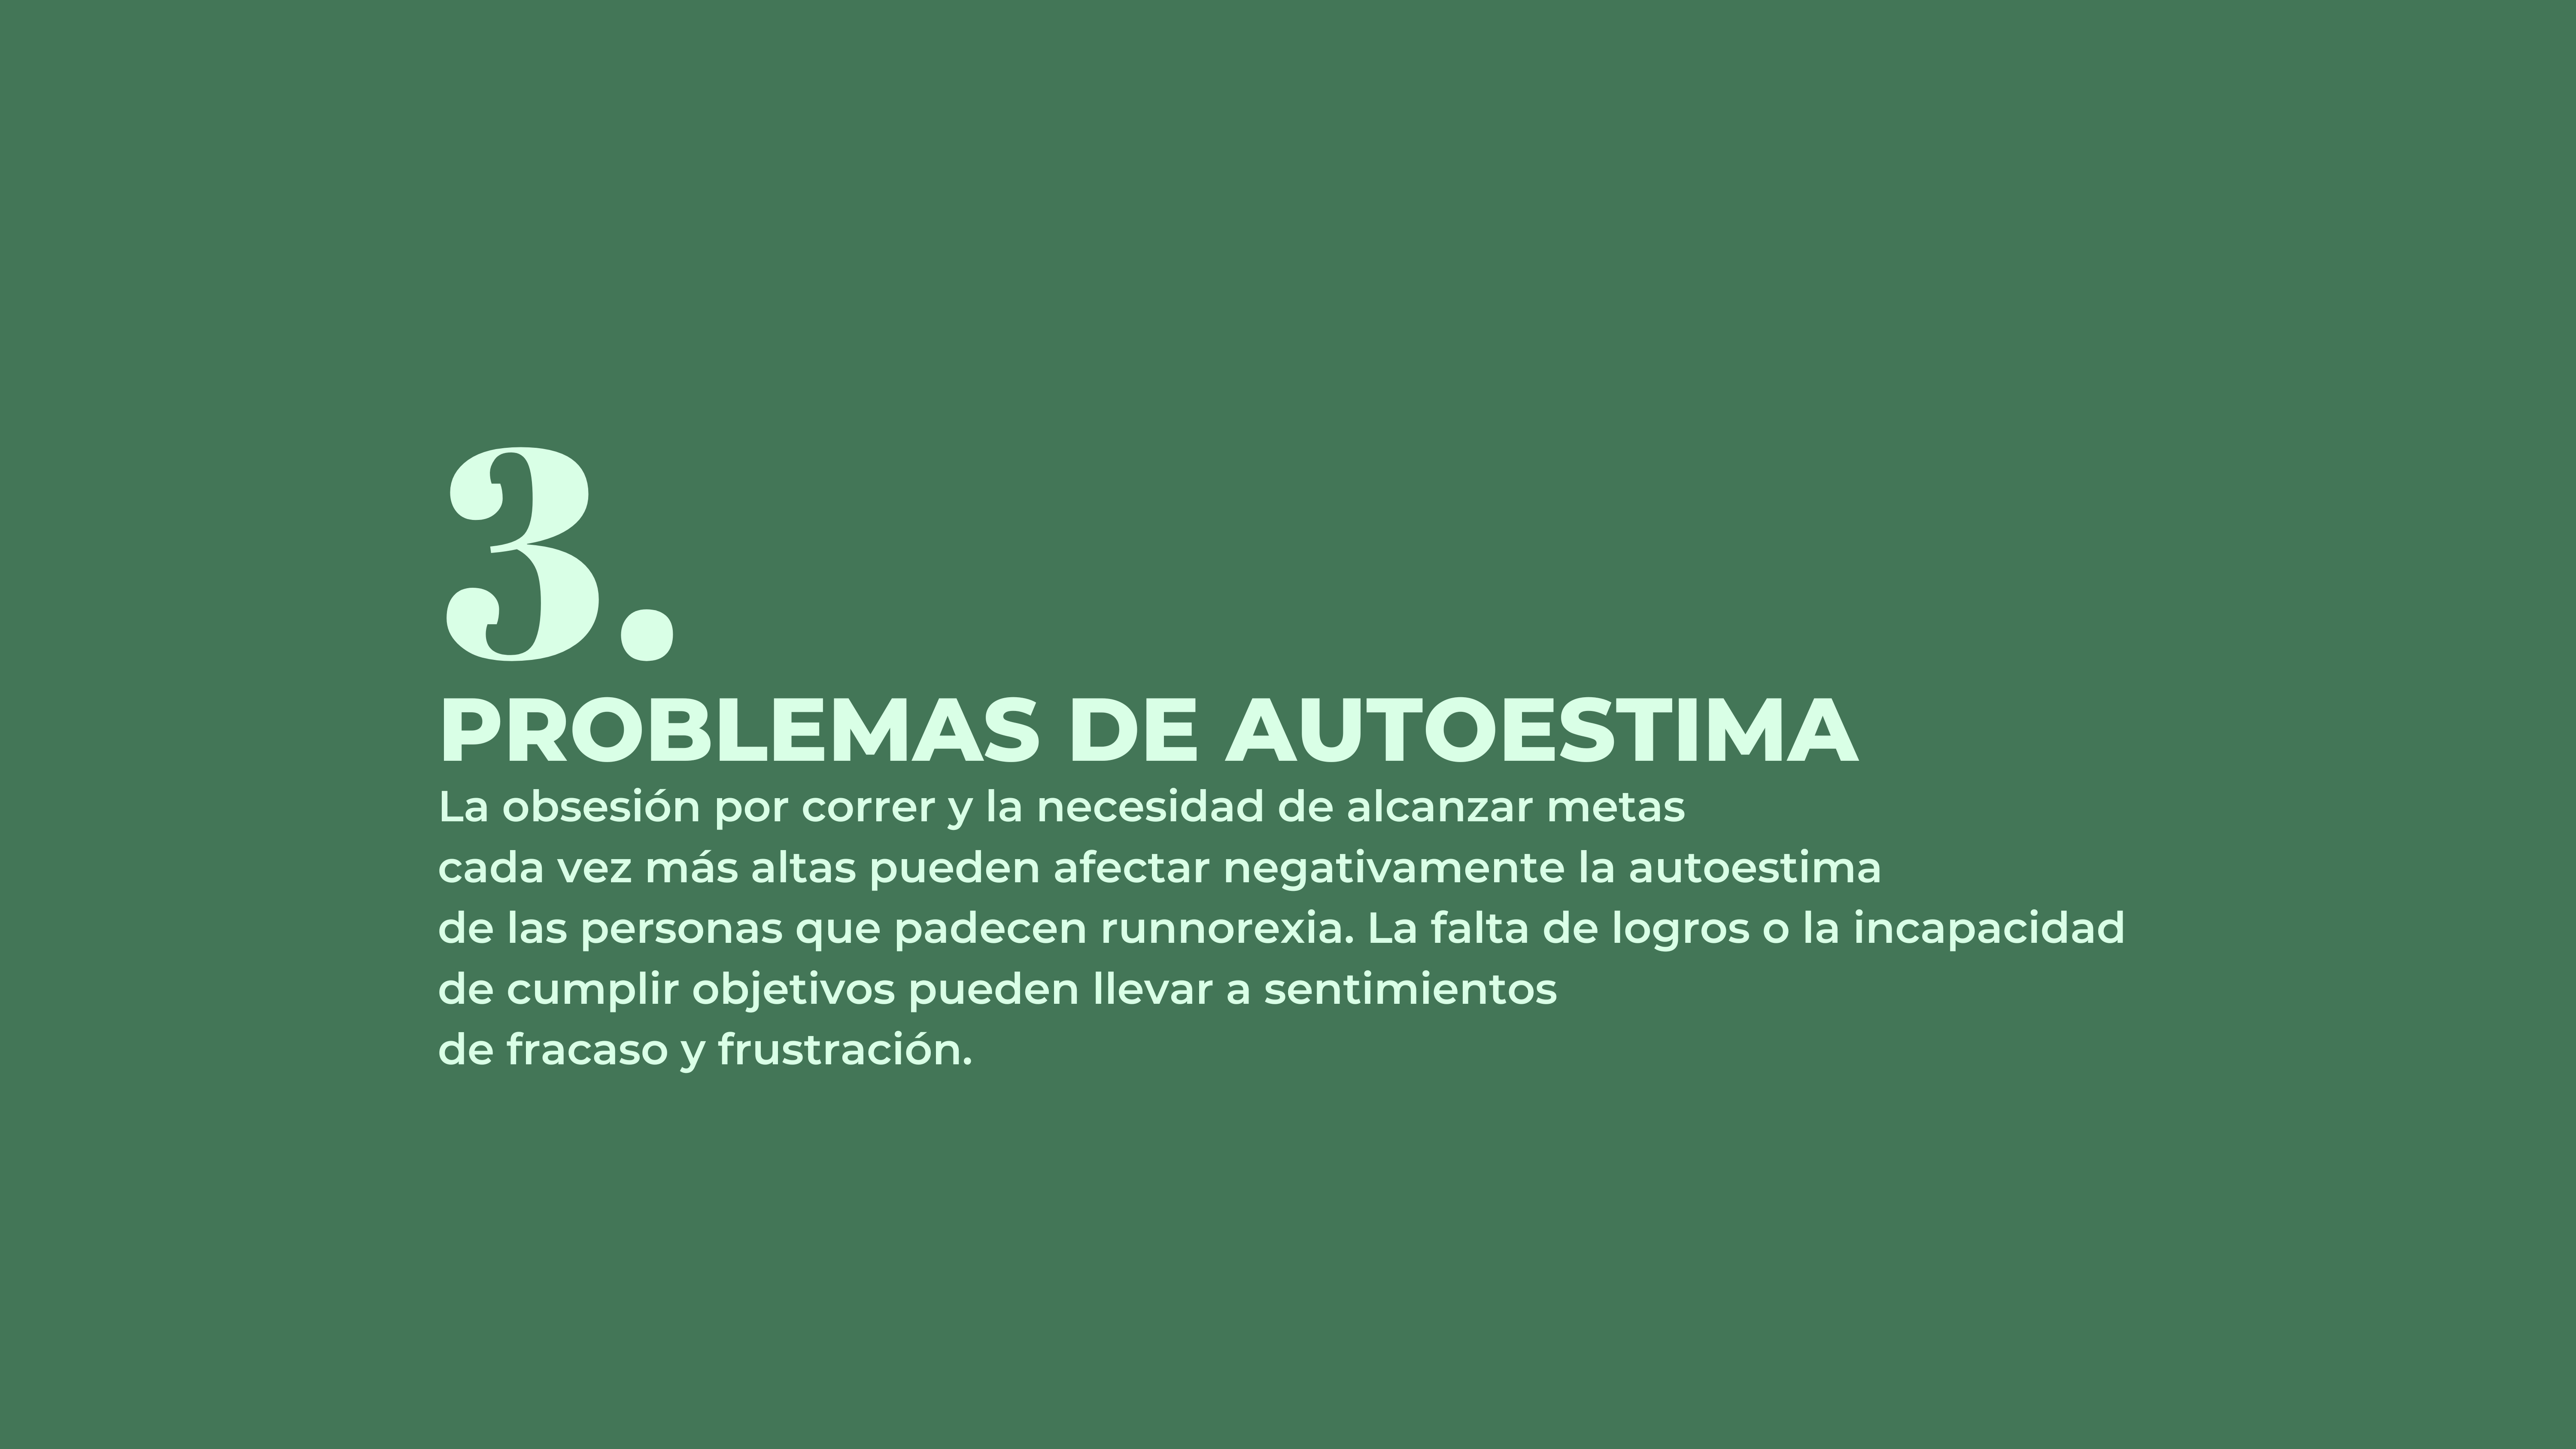 3.
PROBLEMAS DE AUTOESTIMA
La obsesión por correr y la necesidad de alcanzar metas
cada vez más altas pueden afectar negativamente la autoestima
de las personas que padecen runnorexia. La falta de logros o la incapacidad
de cumplir objetivos pueden llevar a sentimientos
de fracaso y frustración.